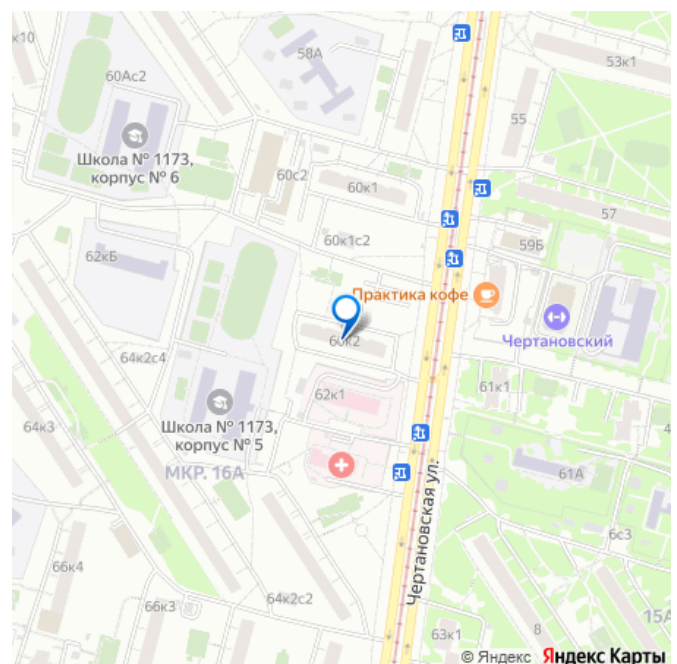 к10
58А
53к1
60Ас2
55
Школа № 1173,
корпус № 6
60с2
60к1
57
60к1с2
59Б
62кБ
Практика кофе
Чертановский
60к2
64к2с4
61к1
62к1
Школа № 1173,
корпус № 5
64к3
4
МКР. 16А
61А
Чертановская ул.
6с3
66к4
66к3
64к2с2
63к1
8
15А
© Яндекс Яндекс Карты